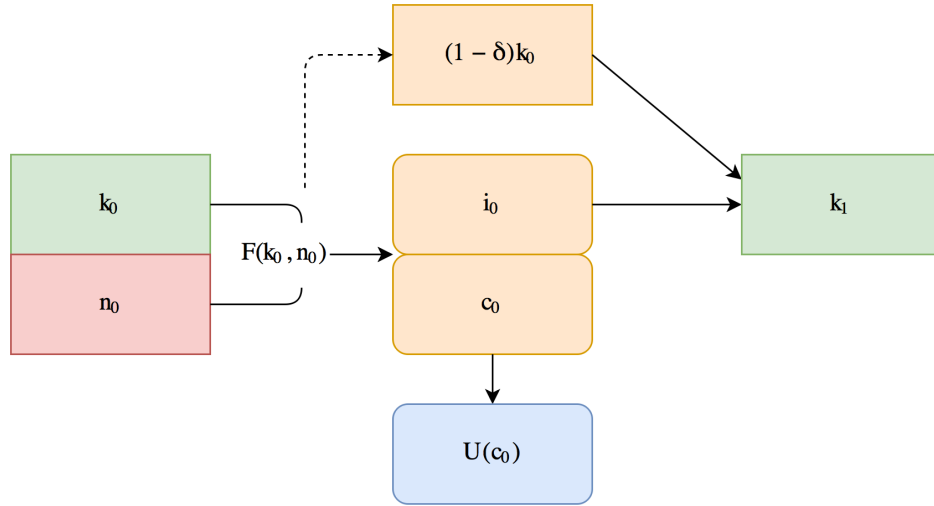 (1 − δ)k₀
k₀
i₀
k₁
F(k₀ , n₀)
n₀
c₀
U(c₀)